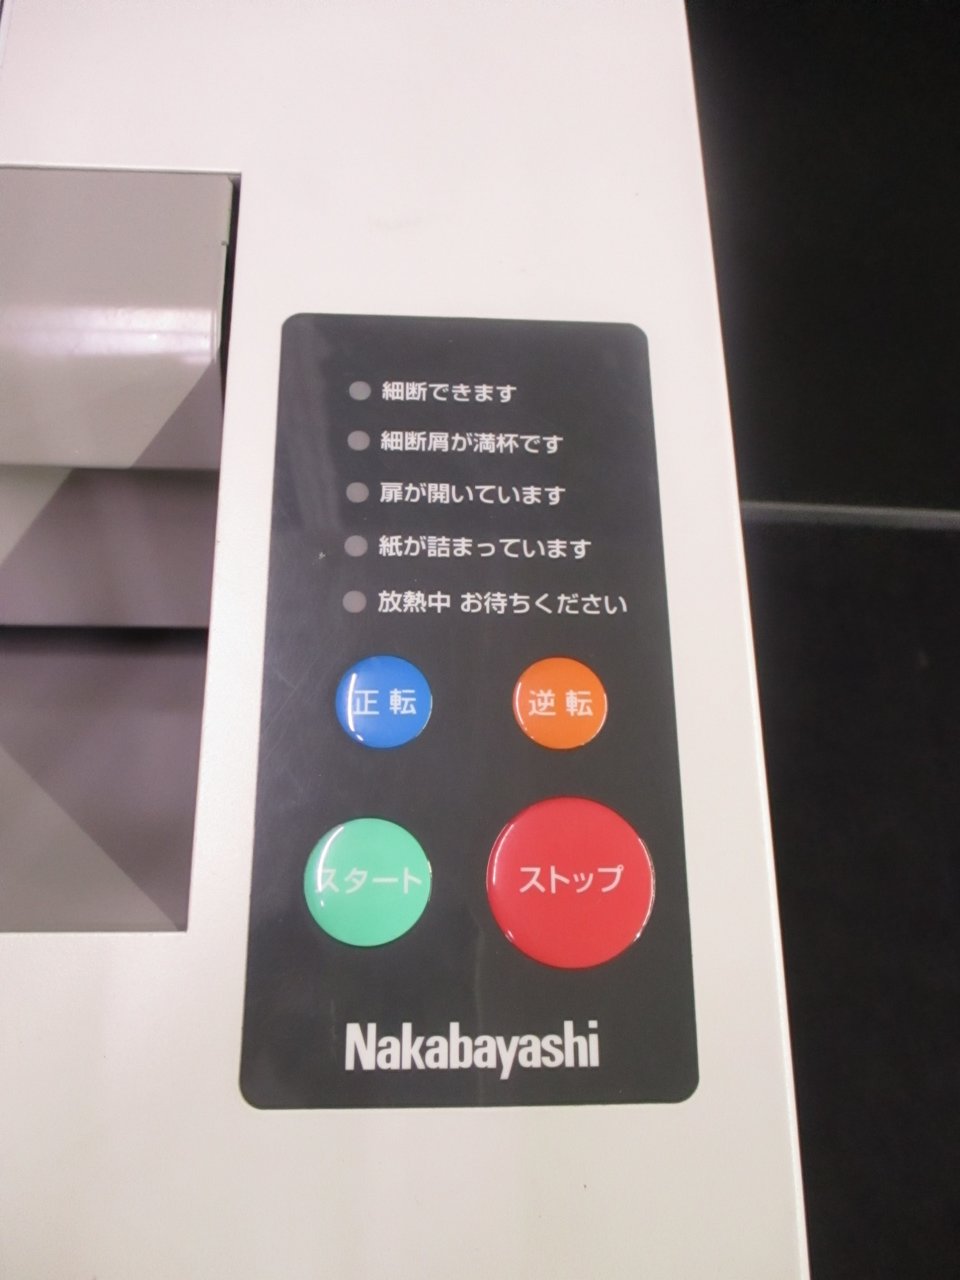 細断できます
細断屑が満杯です
扉が開いています
紙が詰まっています
放熱中 お待ちください
正転
逆転
スタート
ストップ
Nakabayashi